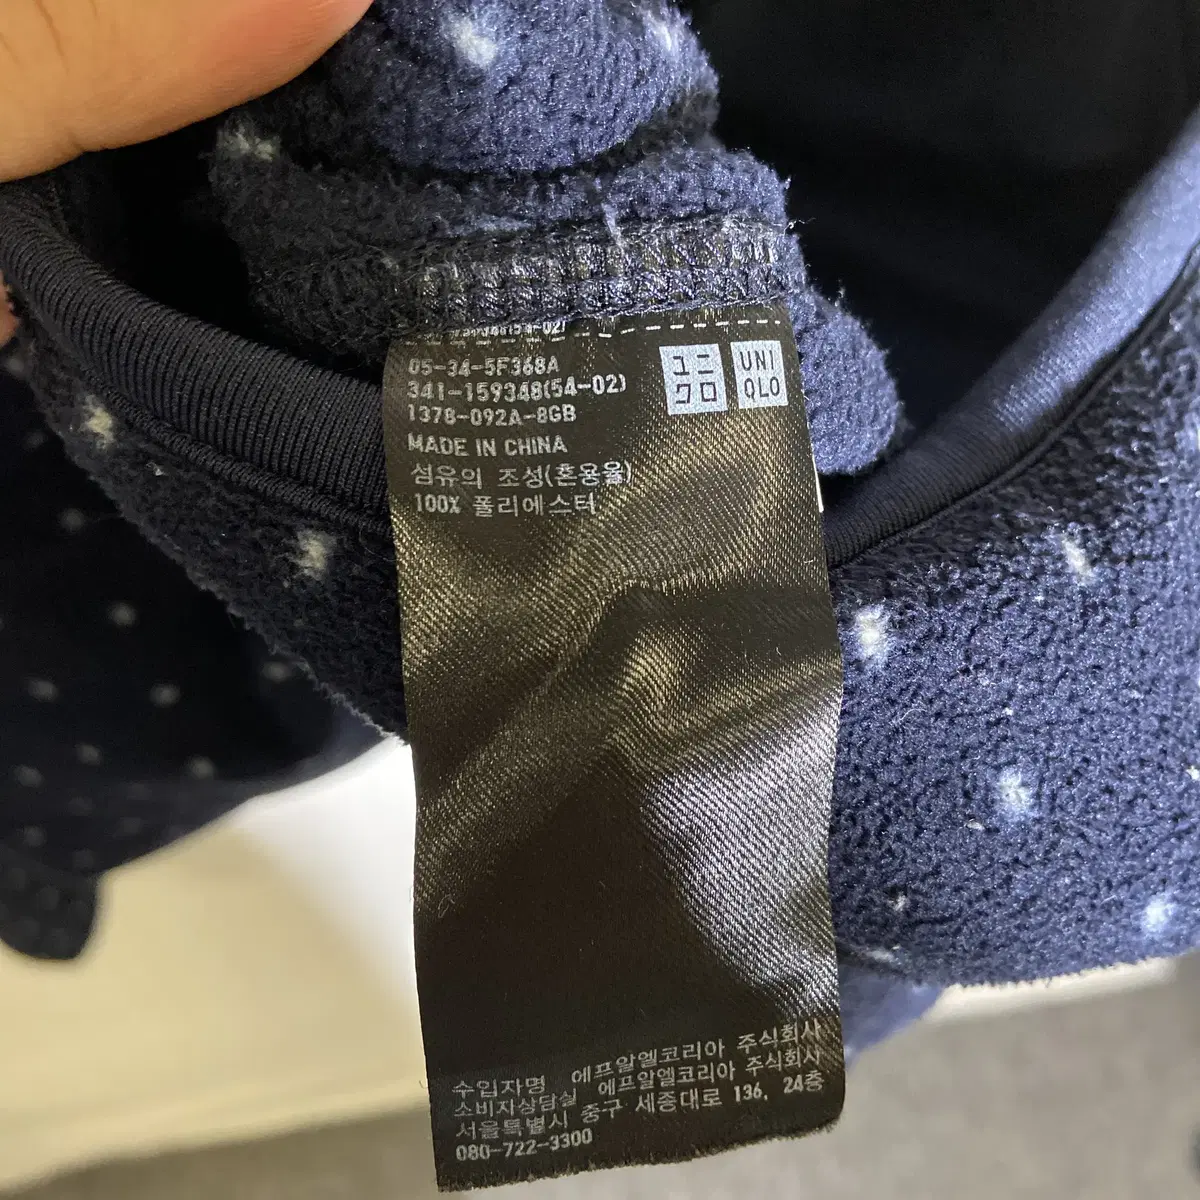 05-34-5F368A
341-159348(54-02)
1378-092A-8GB
MADE IN CHINA
섬유의 조성(혼용율)
100% 폴리에스터
ユニ
クロ
UNI
QLO
수입자명 에프알엘코리아 주식회사
소비자상담실 에프알엘코리아 주식회사
서울특별시 중구 세종대로 136, 24층
080-722-3300